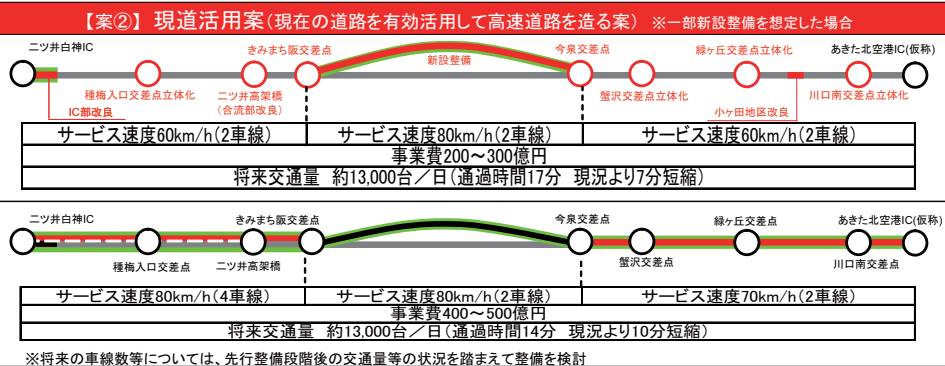 【案②】 現道活用案(現在の道路を有効活用して高速道路を造る案) ※一部新設整備を想定した場合
二ツ井白神IC
きみまち阪交差点
今泉交差点
緑ヶ丘交差点立体化
あきた北空港IC(仮称)
新設整備
種梅入口交差点立体化
二ツ井高架橋
(合流部改良)
蟹沢交差点立体化
川口南交差点立体化
IC部改良
小ヶ田地区改良
サービス速度60km/h(2車線)
サービス速度80km/h(2車線)
サービス速度60km/h(2車線)
事業費200～300億円
将来交通量 約13,000台/日(通過時間17分 現況より7分短縮)
二ツ井白神IC
きみまち阪交差点
今泉交差点
緑ヶ丘交差点
あきた北空港IC(仮称)
種梅入口交差点
二ツ井高架橋
蟹沢交差点
川口南交差点
サービス速度80km/h(4車線)
サービス速度80km/h(2車線)
サービス速度70km/h(2車線)
事業費400～500億円
将来交通量 約13,000台/日(通過時間14分 現況より10分短縮)
※将来の車線数等については、先行整備段階後の交通量等の状況を踏まえて整備を検討